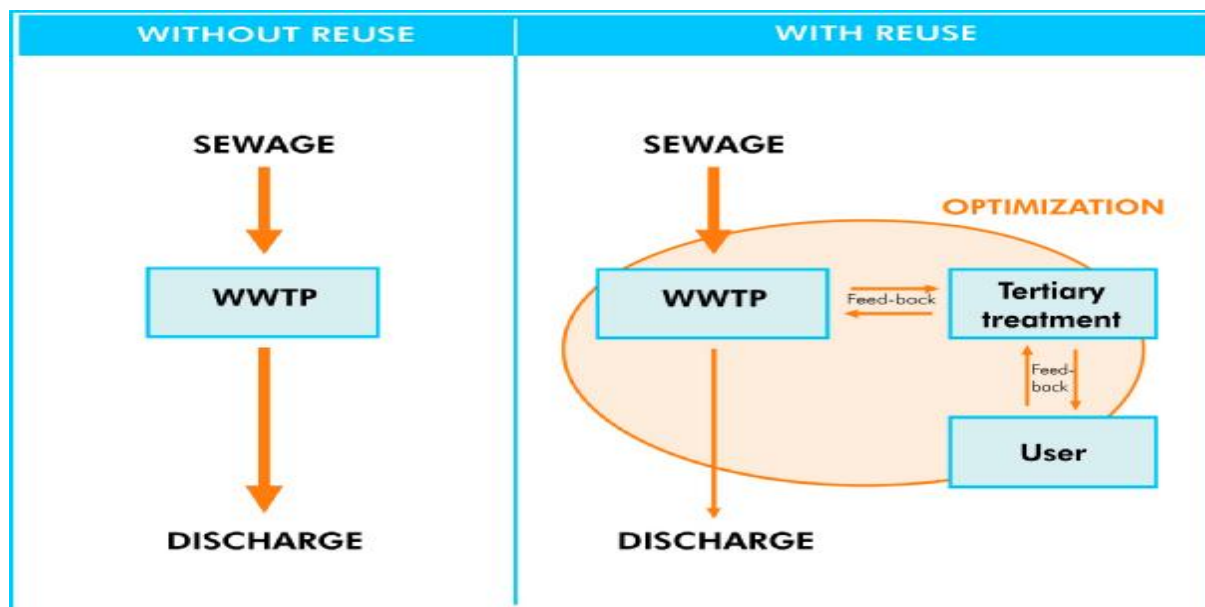 WITHOUT REUSE
SEWAGE
WWTP
DISCHARGE
WITH REUSE
SEWAGE
OPTIMIZATION
WWTP
Feed-back
Tertiary
treatment
Feed-
back
User
DISCHARGE